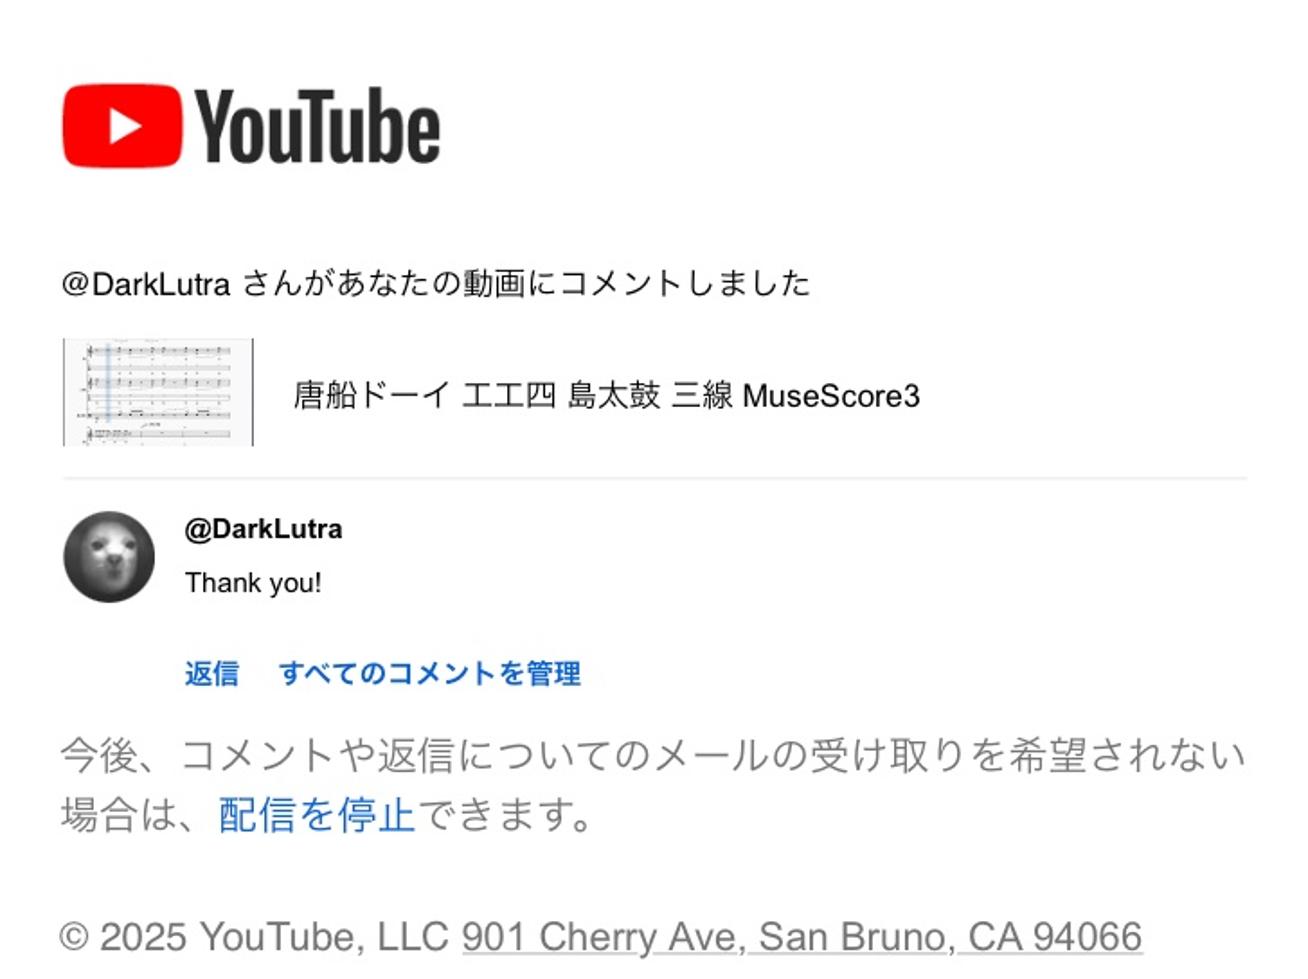 YouTube
@DarkLutra さんがあなたの動画にコメントしました
唐船ドーイ 工工四 島太鼓 三線 MuseScore3
@DarkLutra
Thank you!
返信 すべてのコメントを管理
今後、コメントや返信についてのメールの受け取りを希望されない
場合は、配信を停止できます。
© 2025 YouTube, LLC 901 Cherry Ave, San Bruno, CA 94066